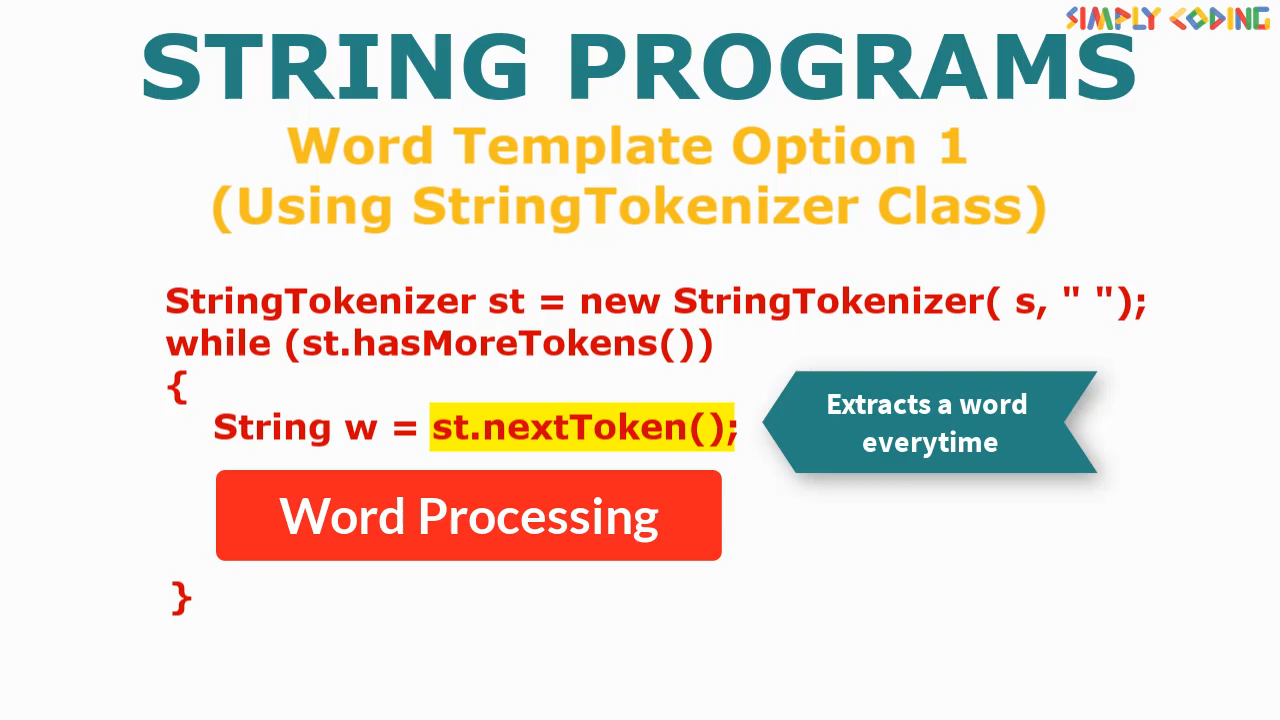 SIMPLY CODING
STRING PROGRAMS
Word Template Option 1
(Using StringTokenizer Class)
StringTokenizer st = new StringTokenizer( s, " ");
while (st.hasMoreTokens())
{
String w = st.nextToken();
Extracts a word
everytime
Word Processing
}